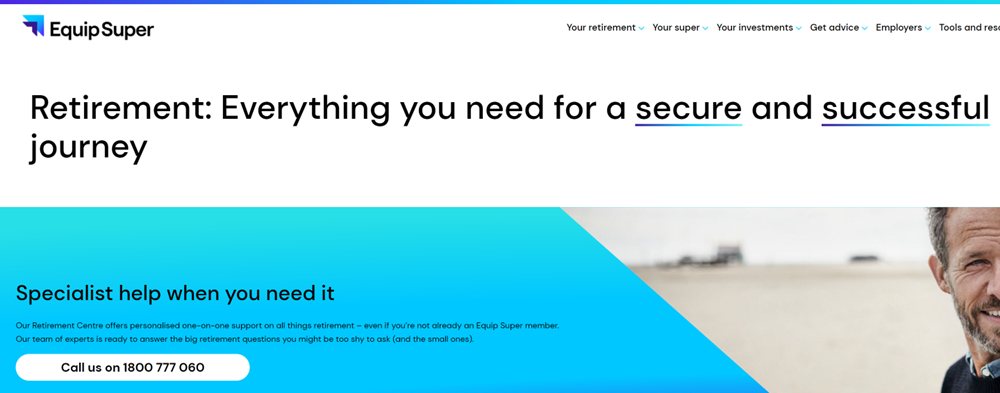 EquipSuper
Your retirement Your super Your investments Get advice Employers Tools and reso
Retirement: Everything you need for a secure and successful
journey
Specialist help when you need it
Our Retirement Centre offers personalised one-on-one support on all things retirement – even if you're not already an Equip Super member.
Our team of experts is ready to answer the big retirement questions you might be too shy to ask (and the small ones).
Call us on 1800 777 060